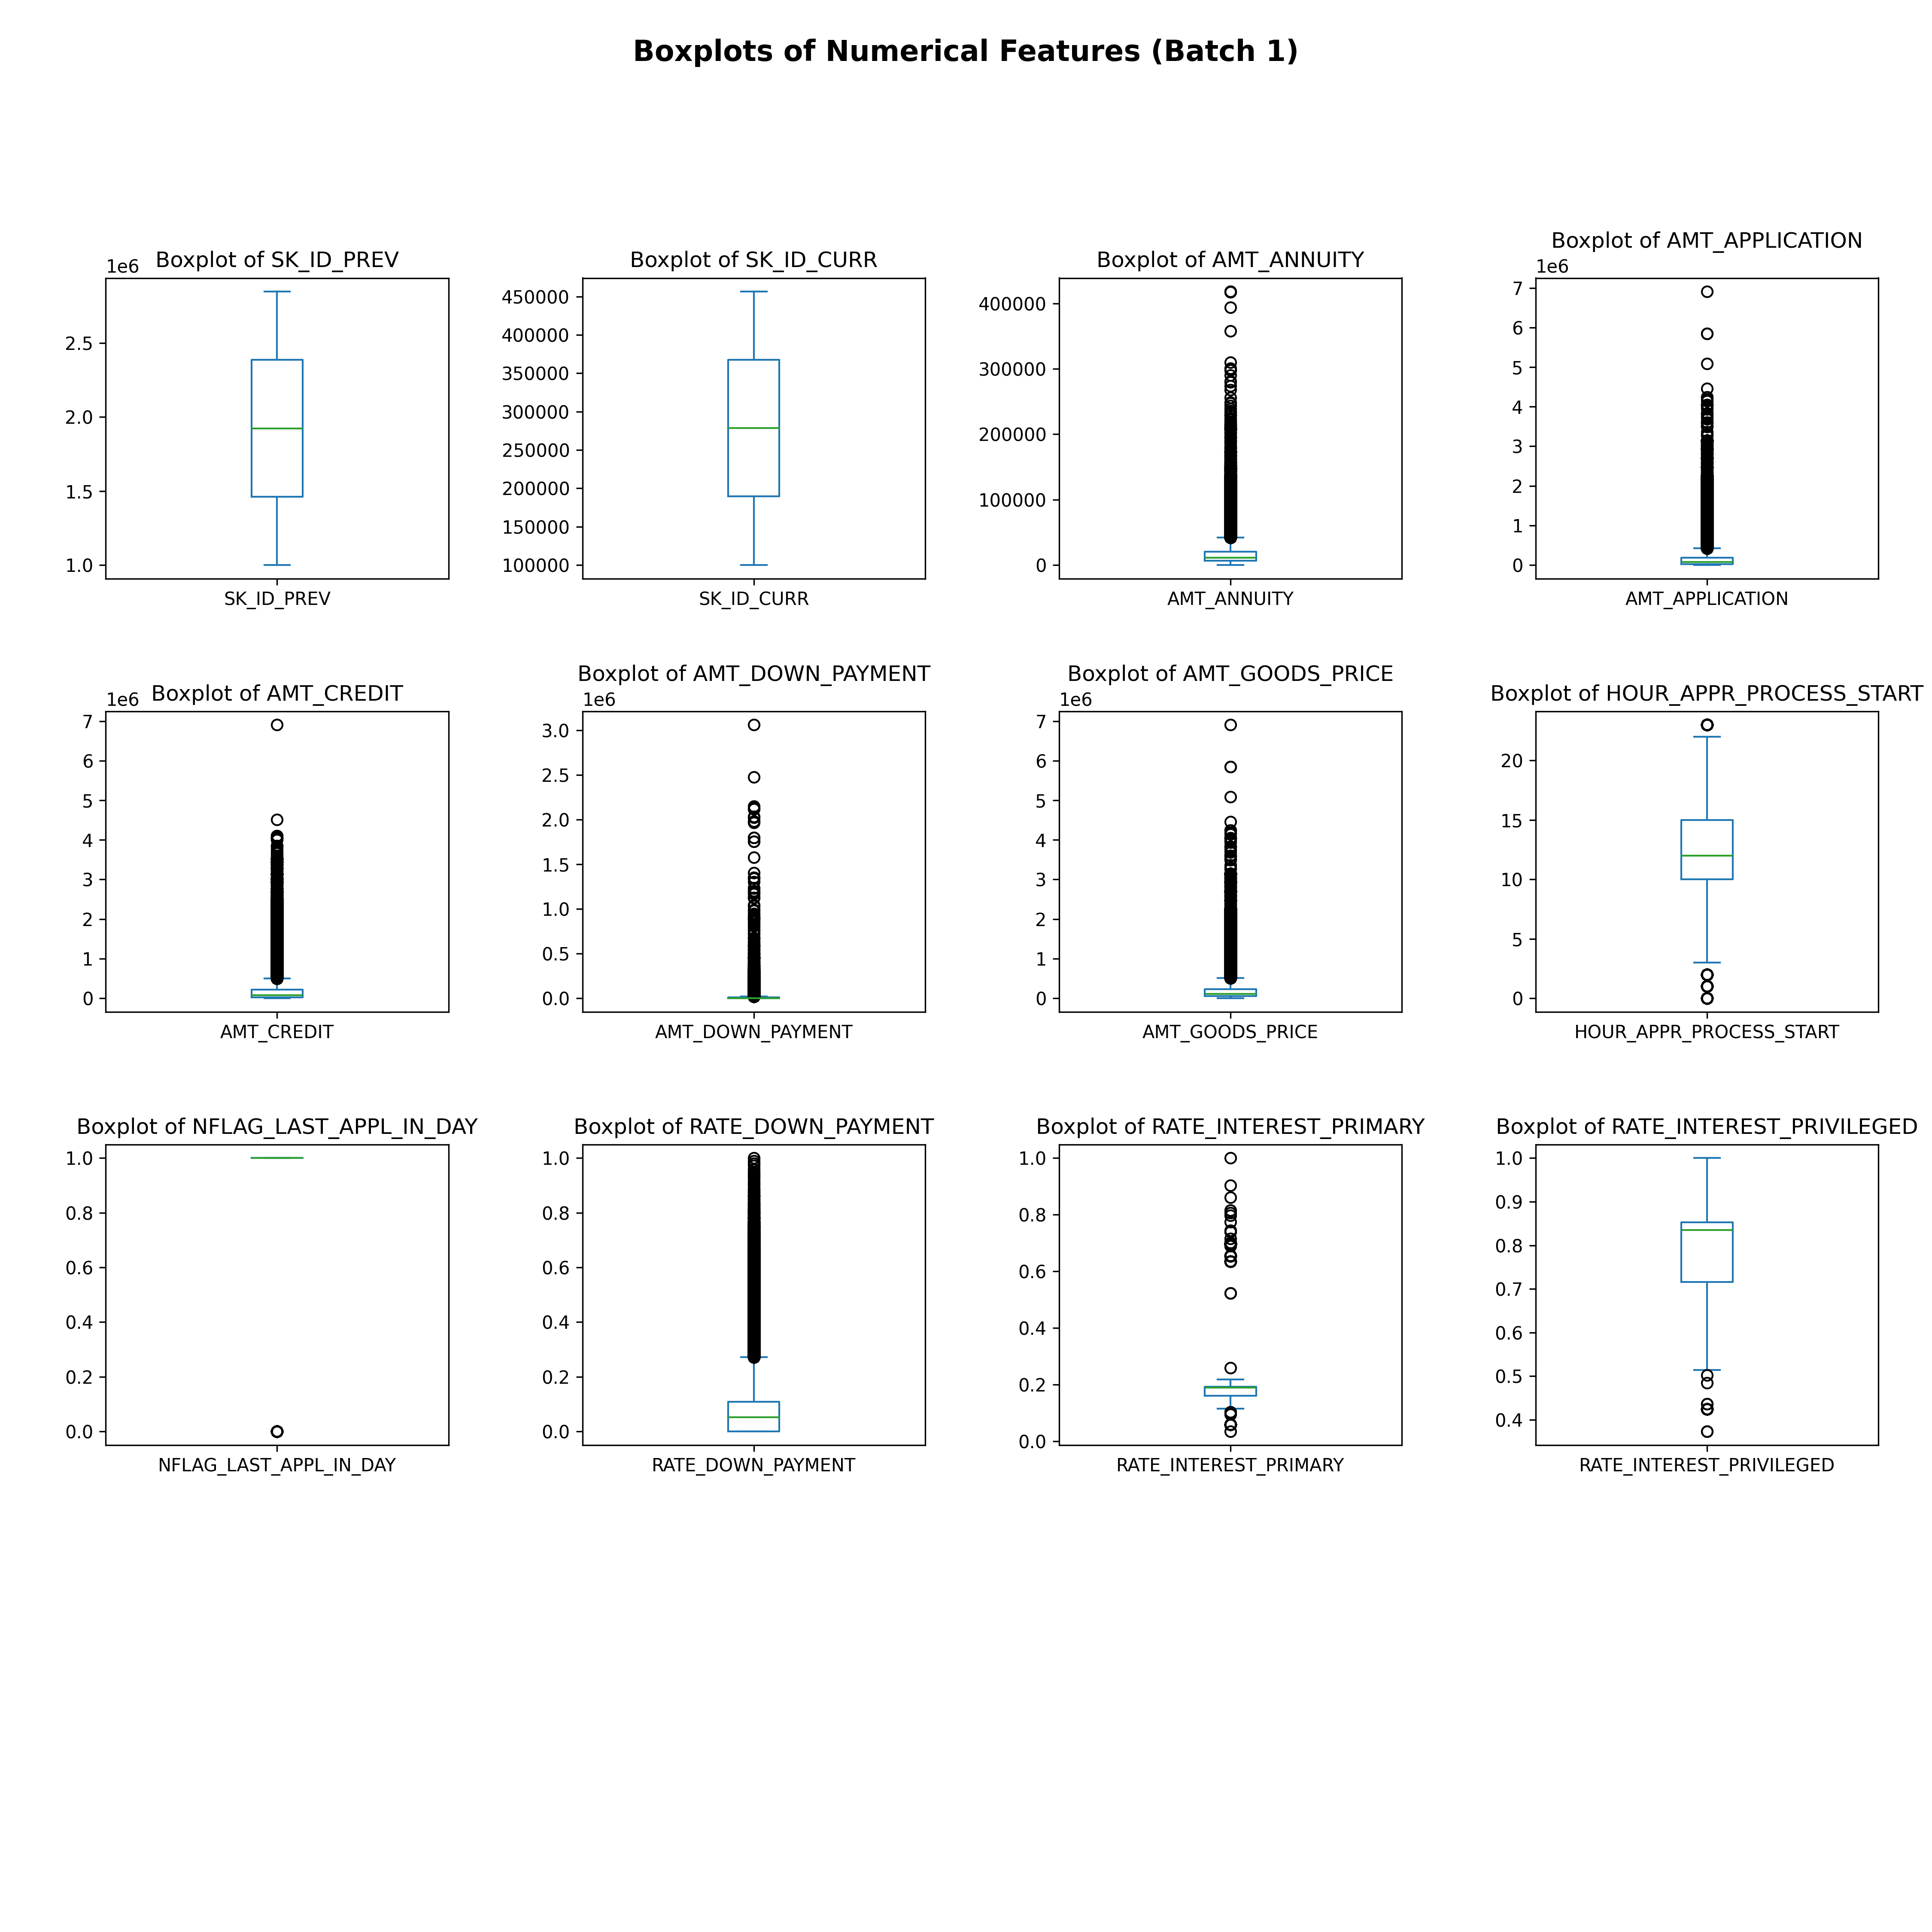 Boxplots of Numerical Features (Batch 1)
Boxplot of SK_ID_PREV
1e6
2.5
2.0
1.5
1.0
SK_ID_PREV
Boxplot of SK_ID_CURR
450000
400000
350000
300000
250000
200000
150000
100000
SK_ID_CURR
Boxplot of AMT_ANNUITY
400000
300000
200000
100000
0
AMT_ANNUITY
Boxplot of AMT_APPLICATION
1e6
7
6
5
4
3
2
1
0
AMT_APPLICATION
Boxplot of AMT_CREDIT
1e6
7
6
5
4
3
2
1
0
AMT_CREDIT
Boxplot of AMT_DOWN_PAYMENT
1e6
3.0
2.5
2.0
1.5
1.0
0.5
0.0
AMT_DOWN_PAYMENT
Boxplot of AMT_GOODS_PRICE
1e6
7
6
5
4
3
2
1
0
AMT_GOODS_PRICE
Boxplot of HOUR_APPR_PROCESS_START
20
15
10
5
0
HOUR_APPR_PROCESS_START
Boxplot of NFLAG_LAST_APPL_IN_DAY
1.0
0.8
0.6
0.4
0.2
0.0
NFLAG_LAST_APPL_IN_DAY
Boxplot of RATE_DOWN_PAYMENT
1.0
0.8
0.6
0.4
0.2
0.0
RATE_DOWN_PAYMENT
Boxplot of RATE_INTEREST_PRIMARY
1.0
0.8
0.6
0.4
0.2
0.0
RATE_INTEREST_PRIMARY
Boxplot of RATE_INTEREST_PRIVILEGED
1.0
0.9
0.8
0.7
0.6
0.5
0.4
RATE_INTEREST_PRIVILEGED